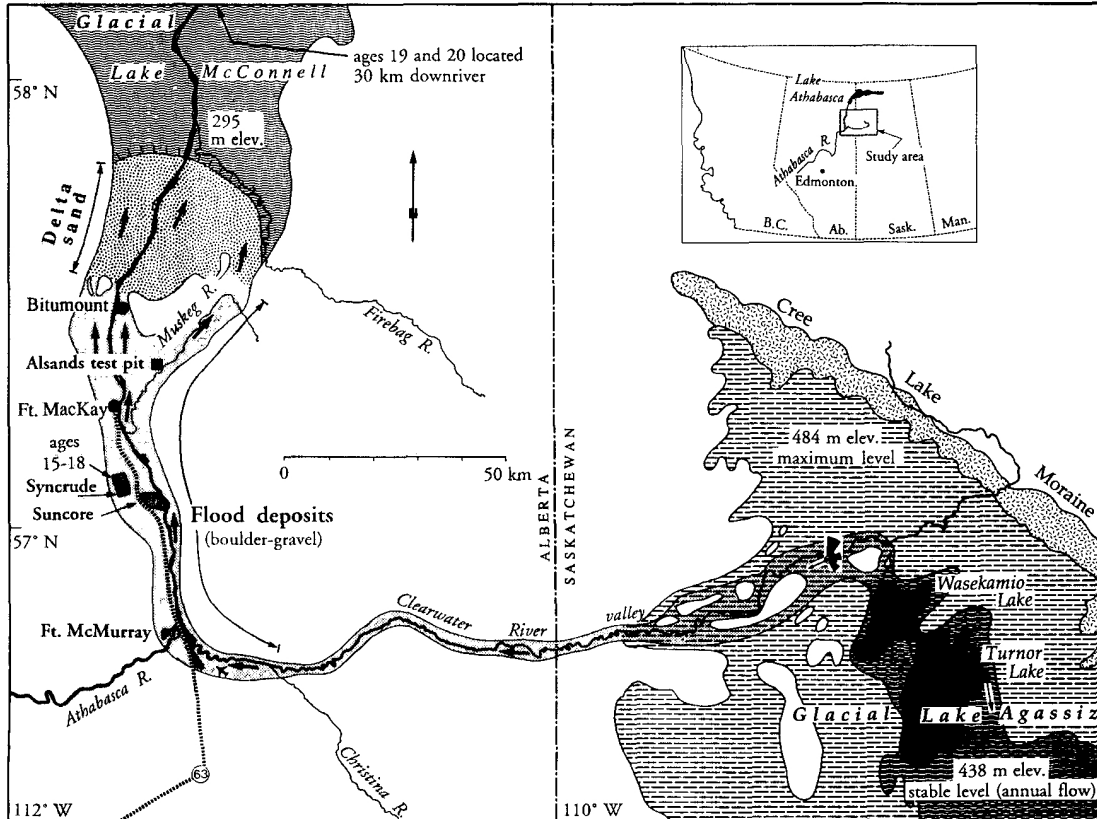 Glacial
Lake McConnell
ages 19 and 20 located
30 km downriver
58° N
295
m elev.
Delta
sand
Bitumount
Muskeg R.
Firebag R.
Alsands test pit
Ft. MacKay
ages
15-18
Syncrude
Suncore
57° N
Flood deposits
(boulder-gravel)
0 50 km
Ft. McMurray
Athabasca R.
Clearwater River valley
Christina R.
63
112° W
110° W
ALBERTA
SASKATCHEWAN
Lake
Athabasca
Athabasca R.
Study area
Edmonton
B.C. Ab. Sask. Man.
Cree Lake Moraine
484 m elev.
maximum level
Wasekamio
Lake
Turnor
Lake
Glacial Lake Agassiz
438 m elev.
stable level (annual flow)